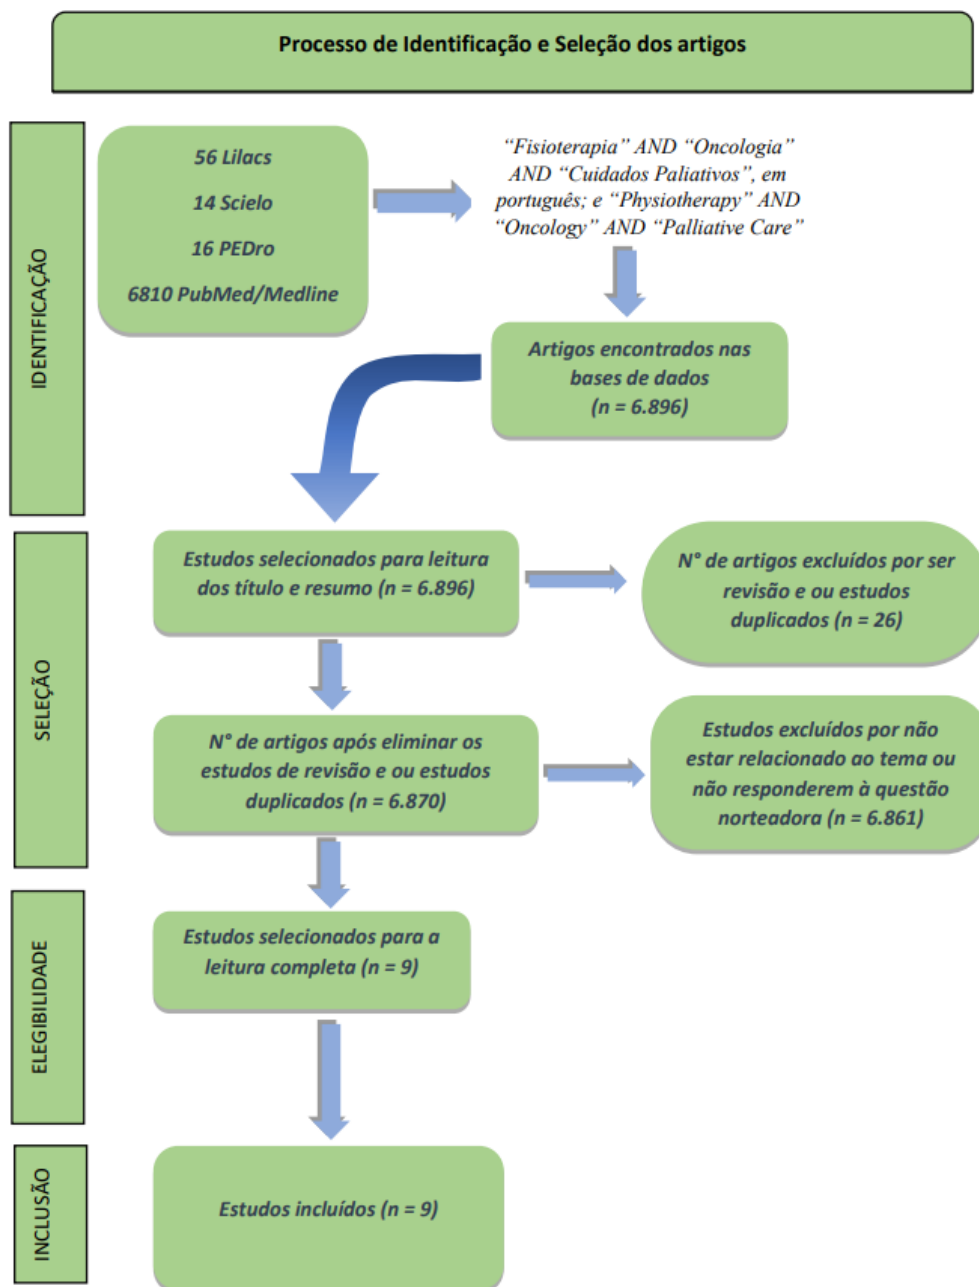 Processo de Identificação e Seleção dos artigos
IDENTIFICAÇÃO
56 Lilacs
14 Scielo
16 PEDro
6810 PubMed/Medline
“Fisioterapia” AND “Oncologia”
AND “Cuidados Paliativos”, em
português; e “Physiotherapy” AND
“Oncology” AND “Palliative Care”
Artigos encontrados nas
bases de dados
(n = 6.896)
SELEÇÃO
Estudos selecionados para leitura
dos título e resumo (n = 6.896)
N° de artigos excluídos por ser
revisão e ou estudos
duplicados (n = 26)
N° de artigos após eliminar os
estudos de revisão e ou estudos
duplicados (n = 6.870)
Estudos excluídos por não
estar relacionado ao tema ou
não responderem à questão
norteadora (n = 6.861)
ELEGIBILIDADE
Estudos selecionados para a
leitura completa (n = 9)
INCLUSÃO
Estudos incluídos (n = 9)